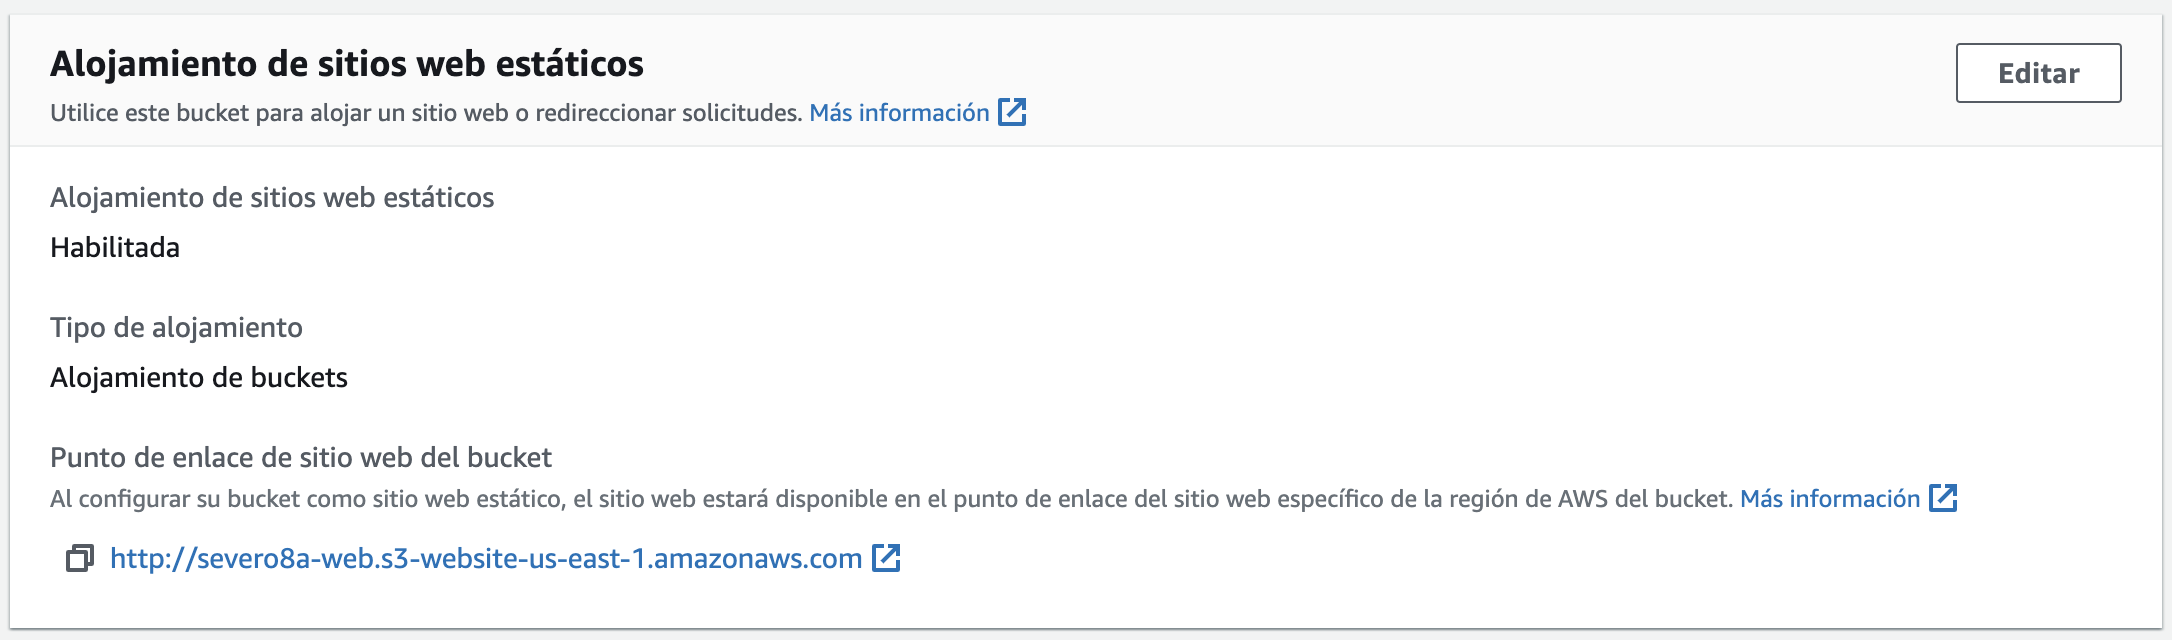 Alojamiento de sitios web estáticos
Editar
Utilice este bucket para alojar un sitio web o redireccionar solicitudes. Más información
Alojamiento de sitios web estáticos
Habilitada
Tipo de alojamiento
Alojamiento de buckets
Punto de enlace de sitio web del bucket
Al configurar su bucket como sitio web estático, el sitio web estará disponible en el punto de enlace del sitio web específico de la región de AWS del bucket. Más información
http://severo8a-web.s3-website-us-east-1.amazonaws.com